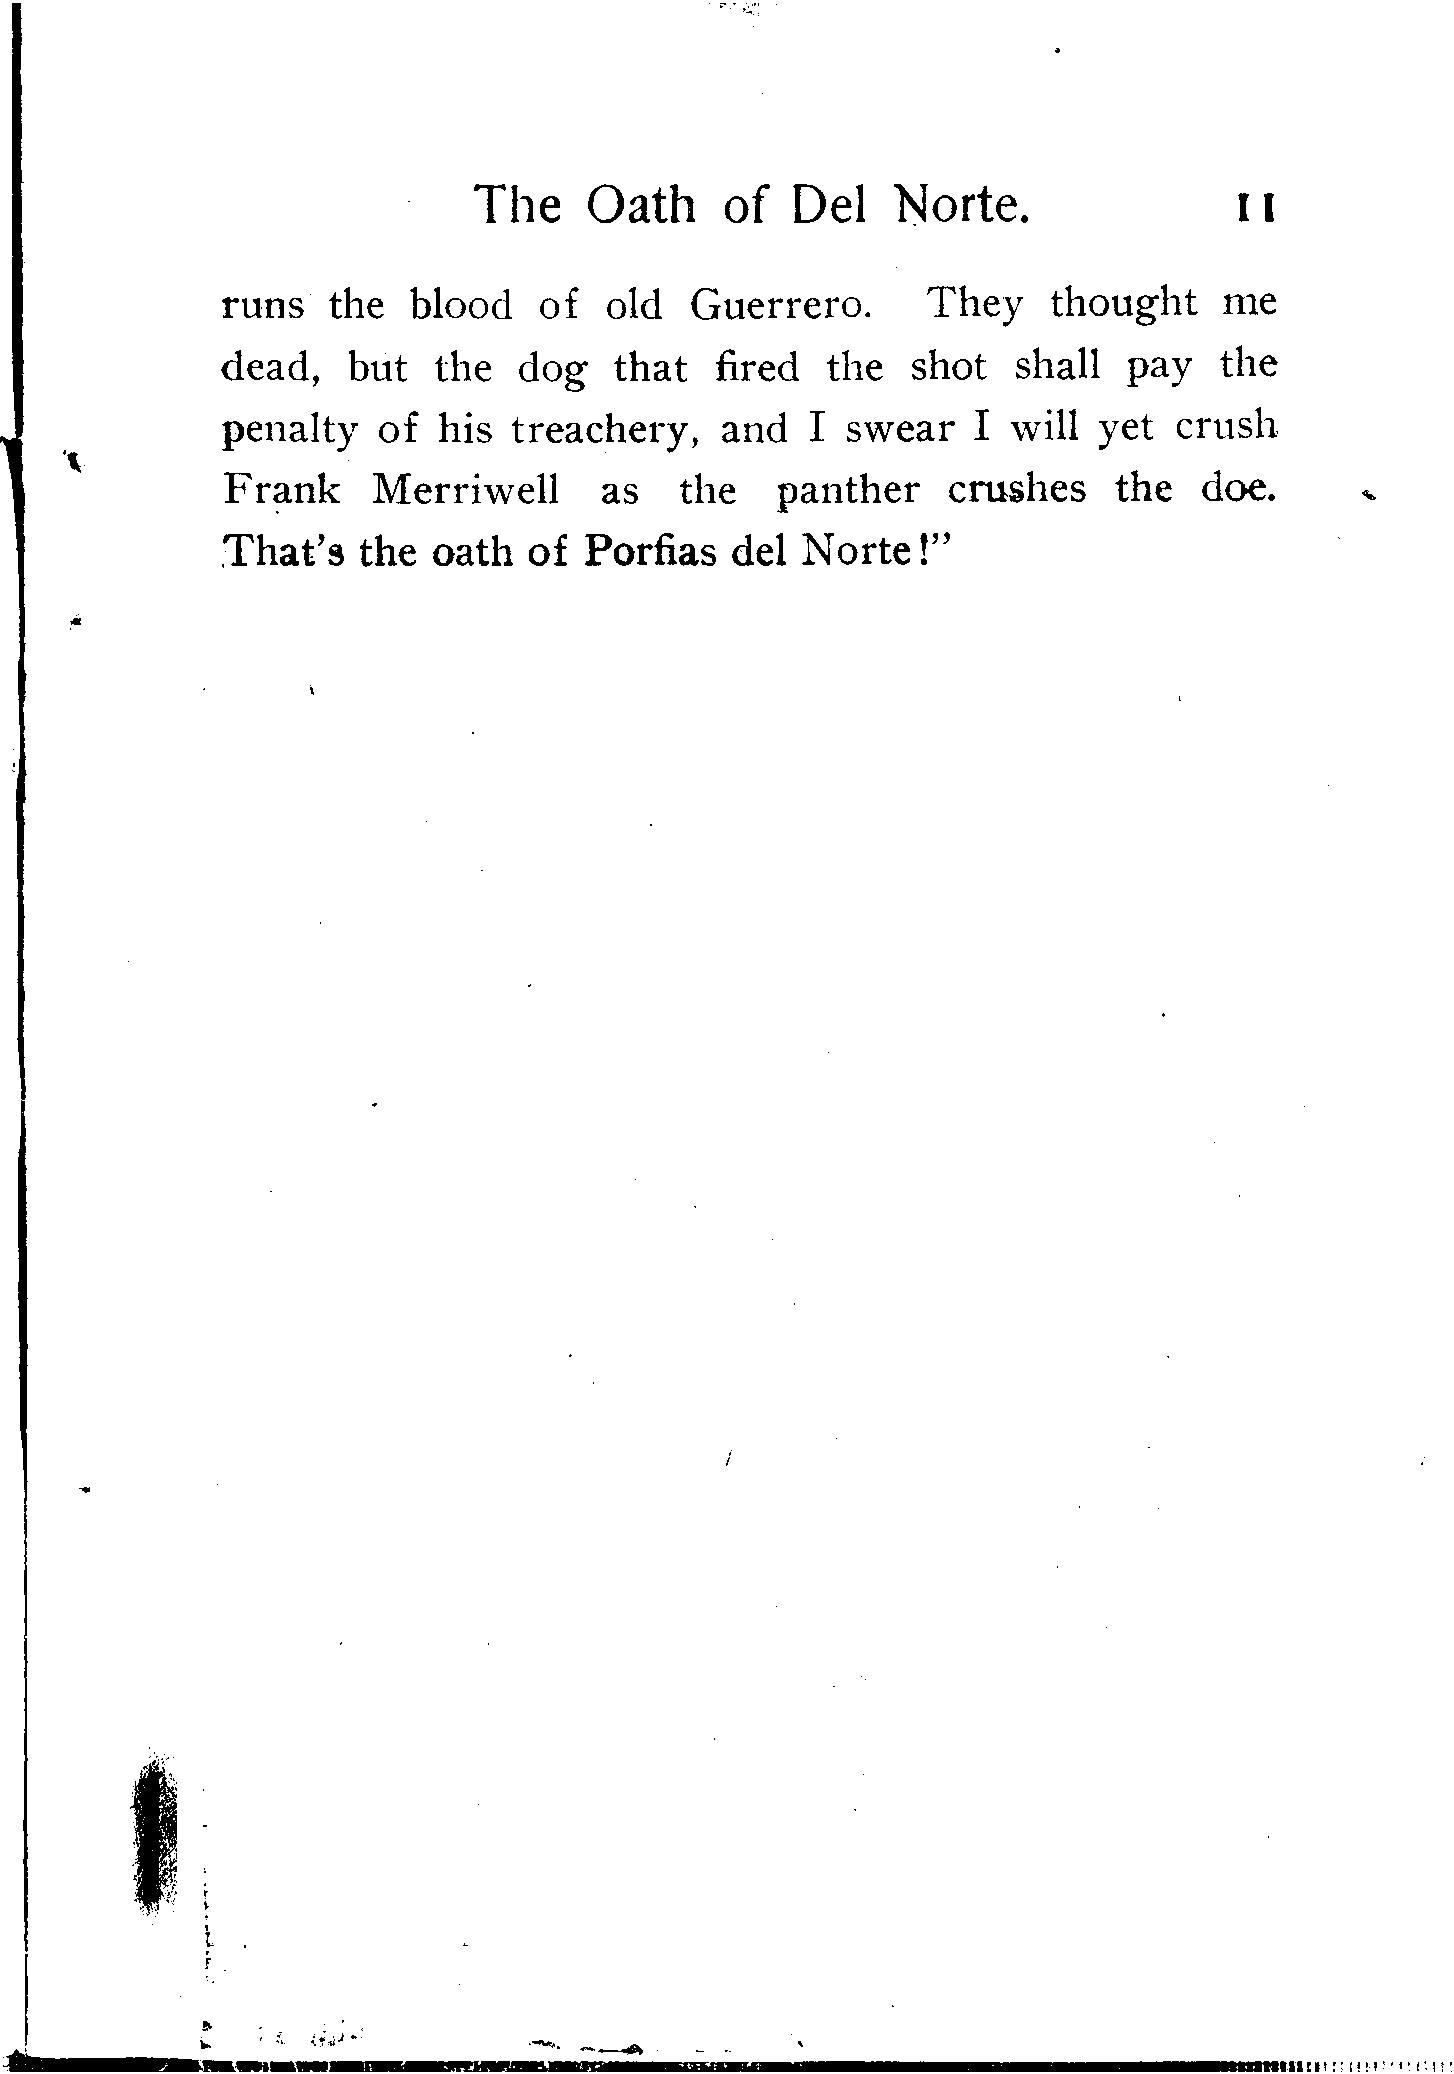 The Oath of Del Norte. 11
runs the blood of old Guerrero. They thought me
dead, but the dog that fired the shot shall pay the
penalty of his treachery, and I swear I will yet crush
Frank Merriwell as the panther crushes the doe.
That's the oath of Porfias del Norte!"